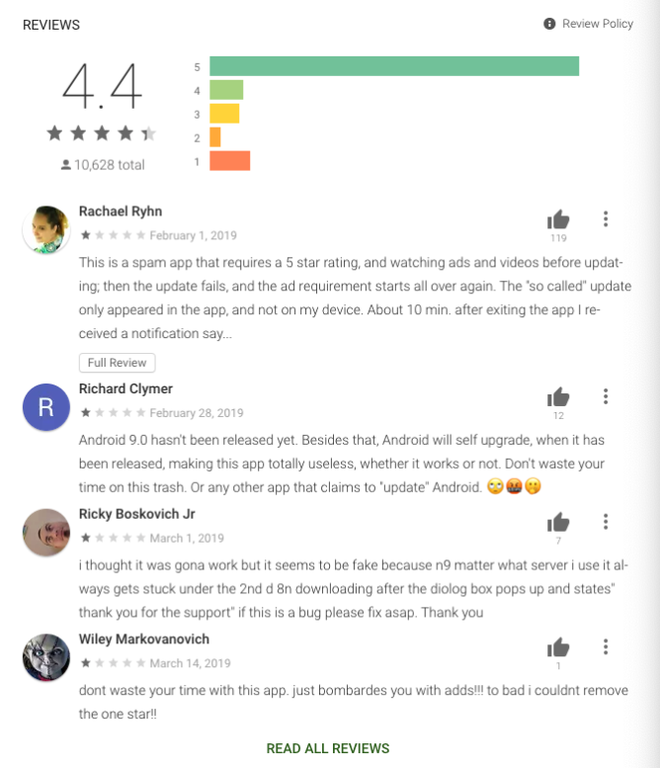 REVIEWS
Review Policy
4.4
10,628 total
5
4
3
2
1
Rachael Ryhn
February 1, 2019
119
This is a spam app that requires a 5 star rating, and watching ads and videos before updat-
ing; then the update fails, and the ad requirement starts all over again. The "so called" update
only appeared in the app, and not on my device. About 10 min. after exiting the app I re-
ceived a notification say...
Full Review
R
Richard Clymer
February 28, 2019
12
Android 9.0 hasn't been released yet. Besides that, Android will self upgrade, when it has
been released, making this app totally useless, whether it works or not. Don't waste your
time on this trash. Or any other app that claims to "update" Android. 🙄🤬🤭
Ricky Boskovich Jr
March 1, 2019
7
i thought it was gona work but it seems to be fake because n9 matter what server i use it al-
ways gets stuck under the 2nd d 8n downloading after the diolog box pops up and states"
thank you for the support" if this is a bug please fix asap. Thank you
Wiley Markovanovich
March 14, 2019
1
dont waste your time with this app. just bombardes you with adds!!! to bad i couldnt remove
the one star!!
READ ALL REVIEWS